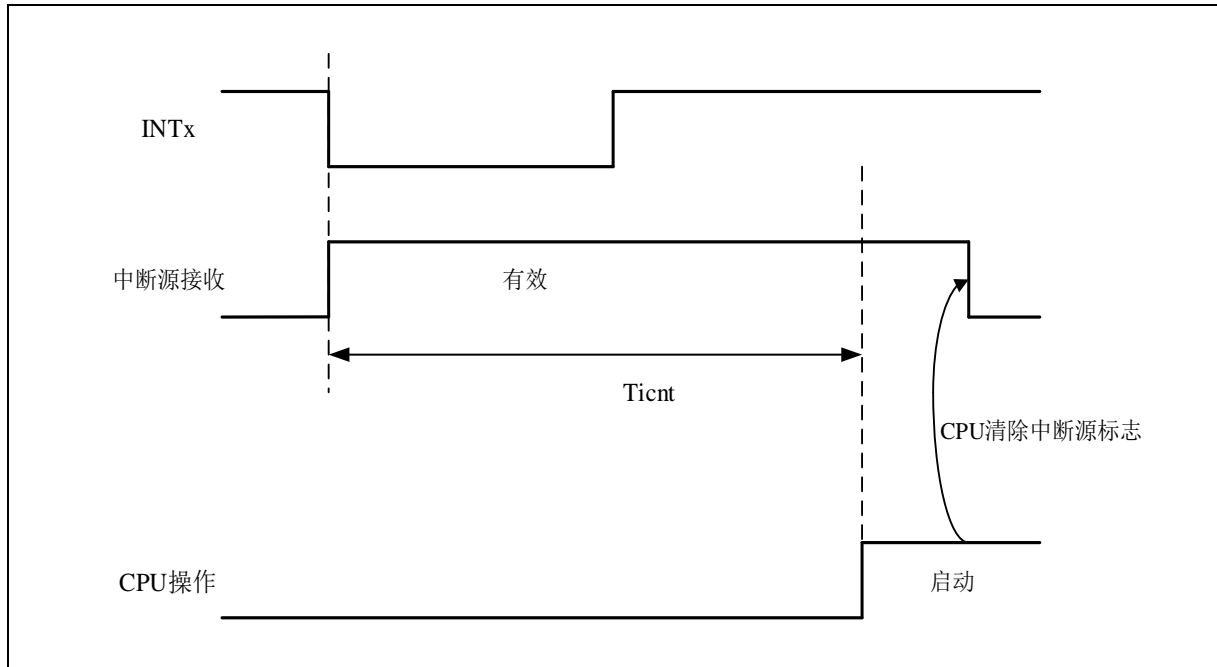 INTx
中断源接收
有效
Ticnt
CPU清除中断源标志
CPU操作
启动